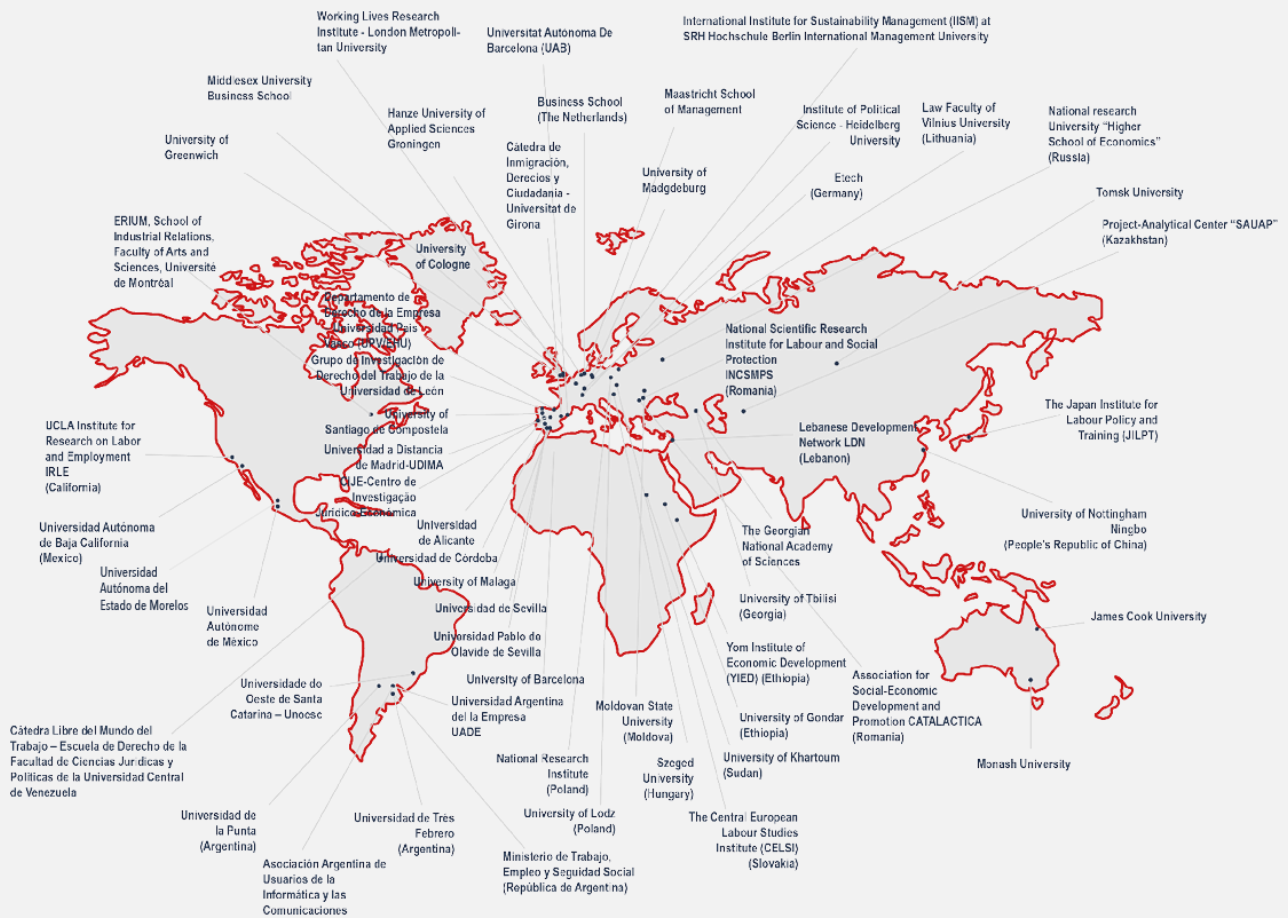 Working Lives Research
Institute - London Metropoli-
tan University
Universitat Autònoma De
Barcelona (UAB)
International Institute for Sustainability Management (IISM) at
SRH Hochschule Berlin International Management University
Middlesex University
Business School
Hanze University of
Applied Sciences
Groningen
Business School
(The Netherlands)
Maastricht School
of Management
Institute of Political
Science - Heidelberg
University
Law Faculty of
Vilnius University
(Lithuania)
National research
University “Higher
School of Economics”
(Russia)
University of
Greenwich
Cátedra de
Inmigración,
Derecios y
Ciudadania -
Universitat de
Girona
University of
Madgdeburg
Etech
(Germany)
Tomsk University
ERIUM, School of
Industrial Relations,
Faculty of Arts and
Sciences, Université
de Montréal
Project-Analytical Center “SAUAP”
(Kazakhstan)
University
of Cologne
Departamento de
Derecho de la Empresa
Universidad Pais
Vasco (UPV/EHU)
Grupo de Investigación de
Derecho del Trabajo de la
Universidad de León
University of
Santiago de Compostela
Universidad a Distancia
de Madrid-UDIMA
CIJE-Centro de
Investigação
Jurídico-Económica
National Scientific Research
Institute for Labour and Social
Protection
INCSMPS
(Romania)
Lebanese Development
Network LDN
(Lebanon)
The Japan Institute for
Labour Policy and
Training (JILPT)
UCLA Institute for
Research on Labor
and Employment
IRLE
(California)
Universidad Autónoma
de Baja California
(Mexico)
Universidad
Autónoma del
Estado de Morelos
Universidad
Autónome
de México
Universidad
de Alicante
Universidad de Córdoba
University of Malaga
Universidad de Sevilla
Universidad Pablo de
Olavide de Sevilla
University of Barcelona
The Georgian
National Academy
of Sciences
University of Nottingham
Ningbo
(People's Republic of China)
University of Tbilisi
(Georgia)
James Cook University
Yom Institute of
Economic Development
(YIED) (Ethiopia)
Association for
Social-Economic
Development and
Promotion CATALACTICA
(Romania)
Universidade do
Oeste de Santa
Catarina – Unoesc
Universidad Argentina
del la Empresa
UADE
Moldovan State
University
(Moldova)
University of Gondar
(Ethiopia)
Cátedra Libre del Mundo del
Trabajo – Escuela de Derecho de la
Facultad de Ciencias Jurídicas y
Políticas de la Universidad Central
de Venezuela
National Research
Institute
(Poland)
Szeged
University
(Hungary)
University of Khartoum
(Sudan)
Monash University
Universidad de
la Punta
(Argentina)
Universidad de Très
Febrero
(Argentina)
University of Lodz
(Poland)
The Central European
Labour Studies
Institute (CELSI)
(Slovakia)
Asociación Argentina de
Usuarios de la
Informática y las
Comunicaciones
Ministerio de Trabajo,
Empleo y Seguidad Social
(República de Argentina)